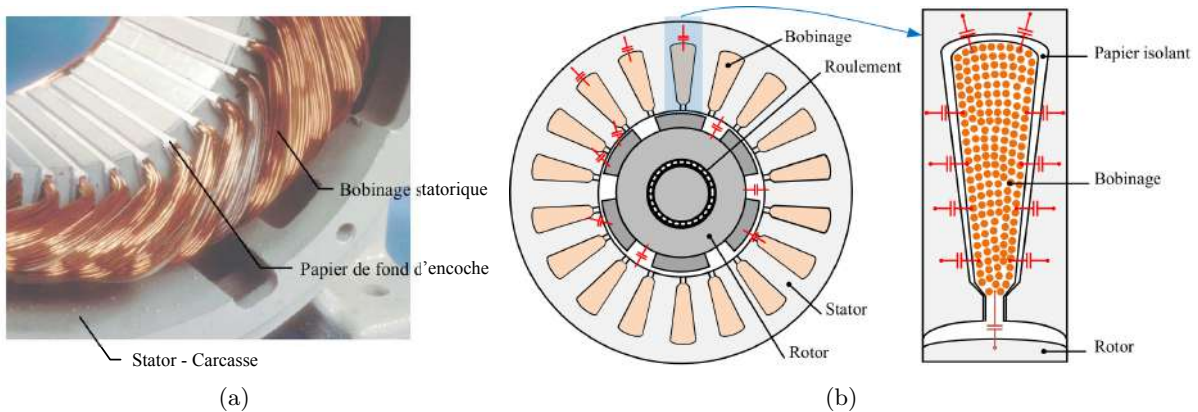 Bobinage statorique
Papier de fond d'encoche
Stator - Carcasse
(a)
Bobinage
Roulement
Stator
Rotor
Papier isolant
Bobinage
Rotor
(b)